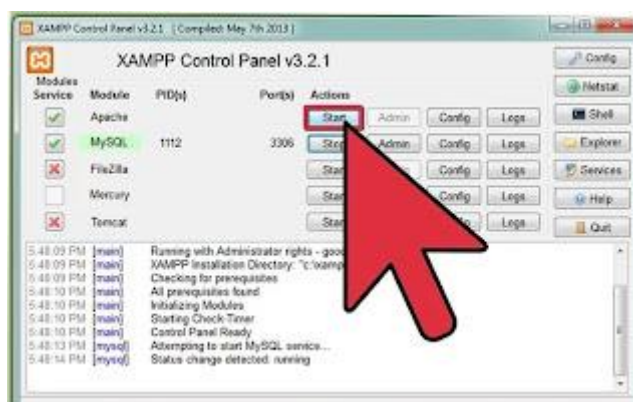 XAMPP Control Panel v3.2.1 [ Compiled: May 7th 2013 ]
XAMPP Control Panel v3.2.1
Config
Modules
Service Module PID(s) Port(s) Actions
Netstat
Apache Start Admin Config Logs
Shell
MySQL 1112 3306 Stop Admin Config Logs
Explorer
FileZilla Start Config Logs
Services
Mercury Start Config Logs
Help
Tomcat Start Logs
Quit
5:48:09 PM [main] Running with Administrator rights -
5:48:09 PM [main] XAMPP Installation Directory:
5:48:09 PM [main] Checking for prerequisites
5:48:10 PM [main] All prerequisites found
5:48:10 PM [main] Initializing Modules
5:48:10 PM [main] Starting Check-Timer
5:48:10 PM [main] Control Panel Ready
5:48:13 PM [mysql] Attempting to start MySQL service...
5:48:14 PM [mysql] Status change detected: running